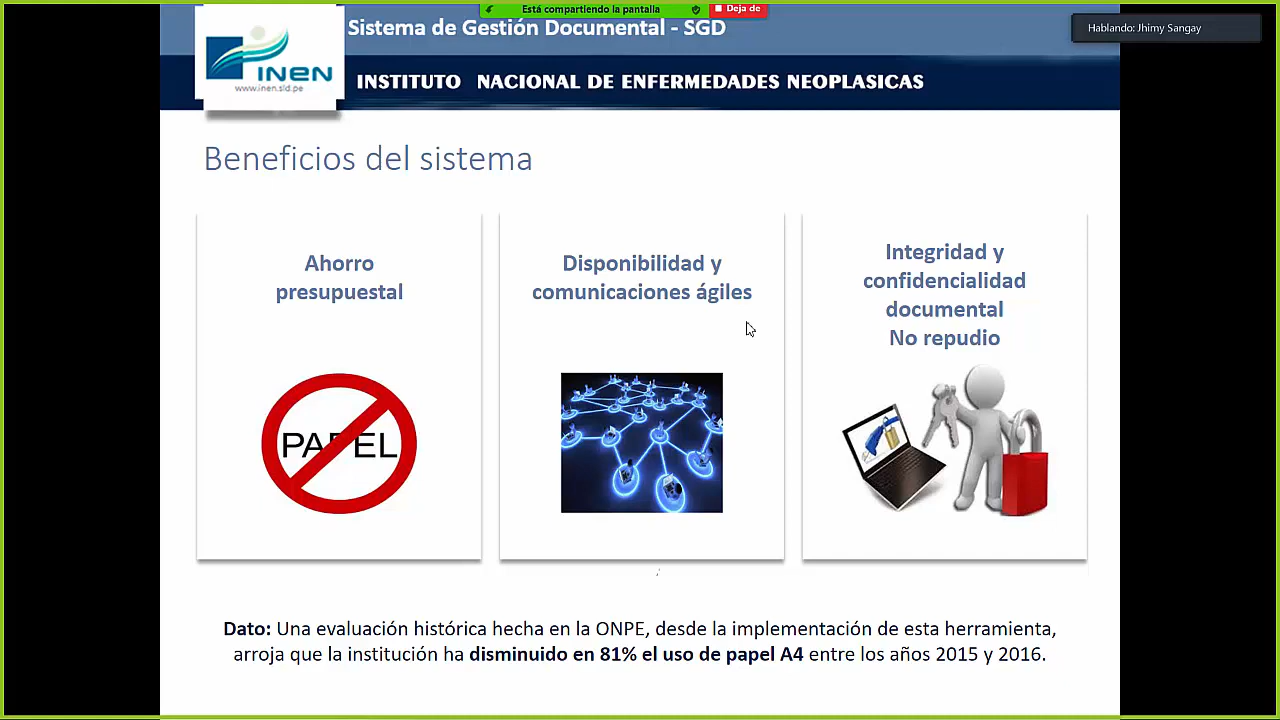 Está compartiendo la pantalla
Deja de
Hablando: Jhimy Sangay
Sistema de Gestión Documental - SGD
INEN
www.inen.sld.pe
INSTITUTO NACIONAL DE ENFERMEDADES NEOPLASICAS
Beneficios del sistema
Ahorro
presupuestal
PAPEL
Disponibilidad y
comunicaciones ágiles
Integridad y
confidencialidad
documental
No repudio
Dato: Una evaluación histórica hecha en la ONPE, desde la implementación de esta herramienta,
arroja que la institución ha disminuido en 81% el uso de papel A4 entre los años 2015 y 2016.